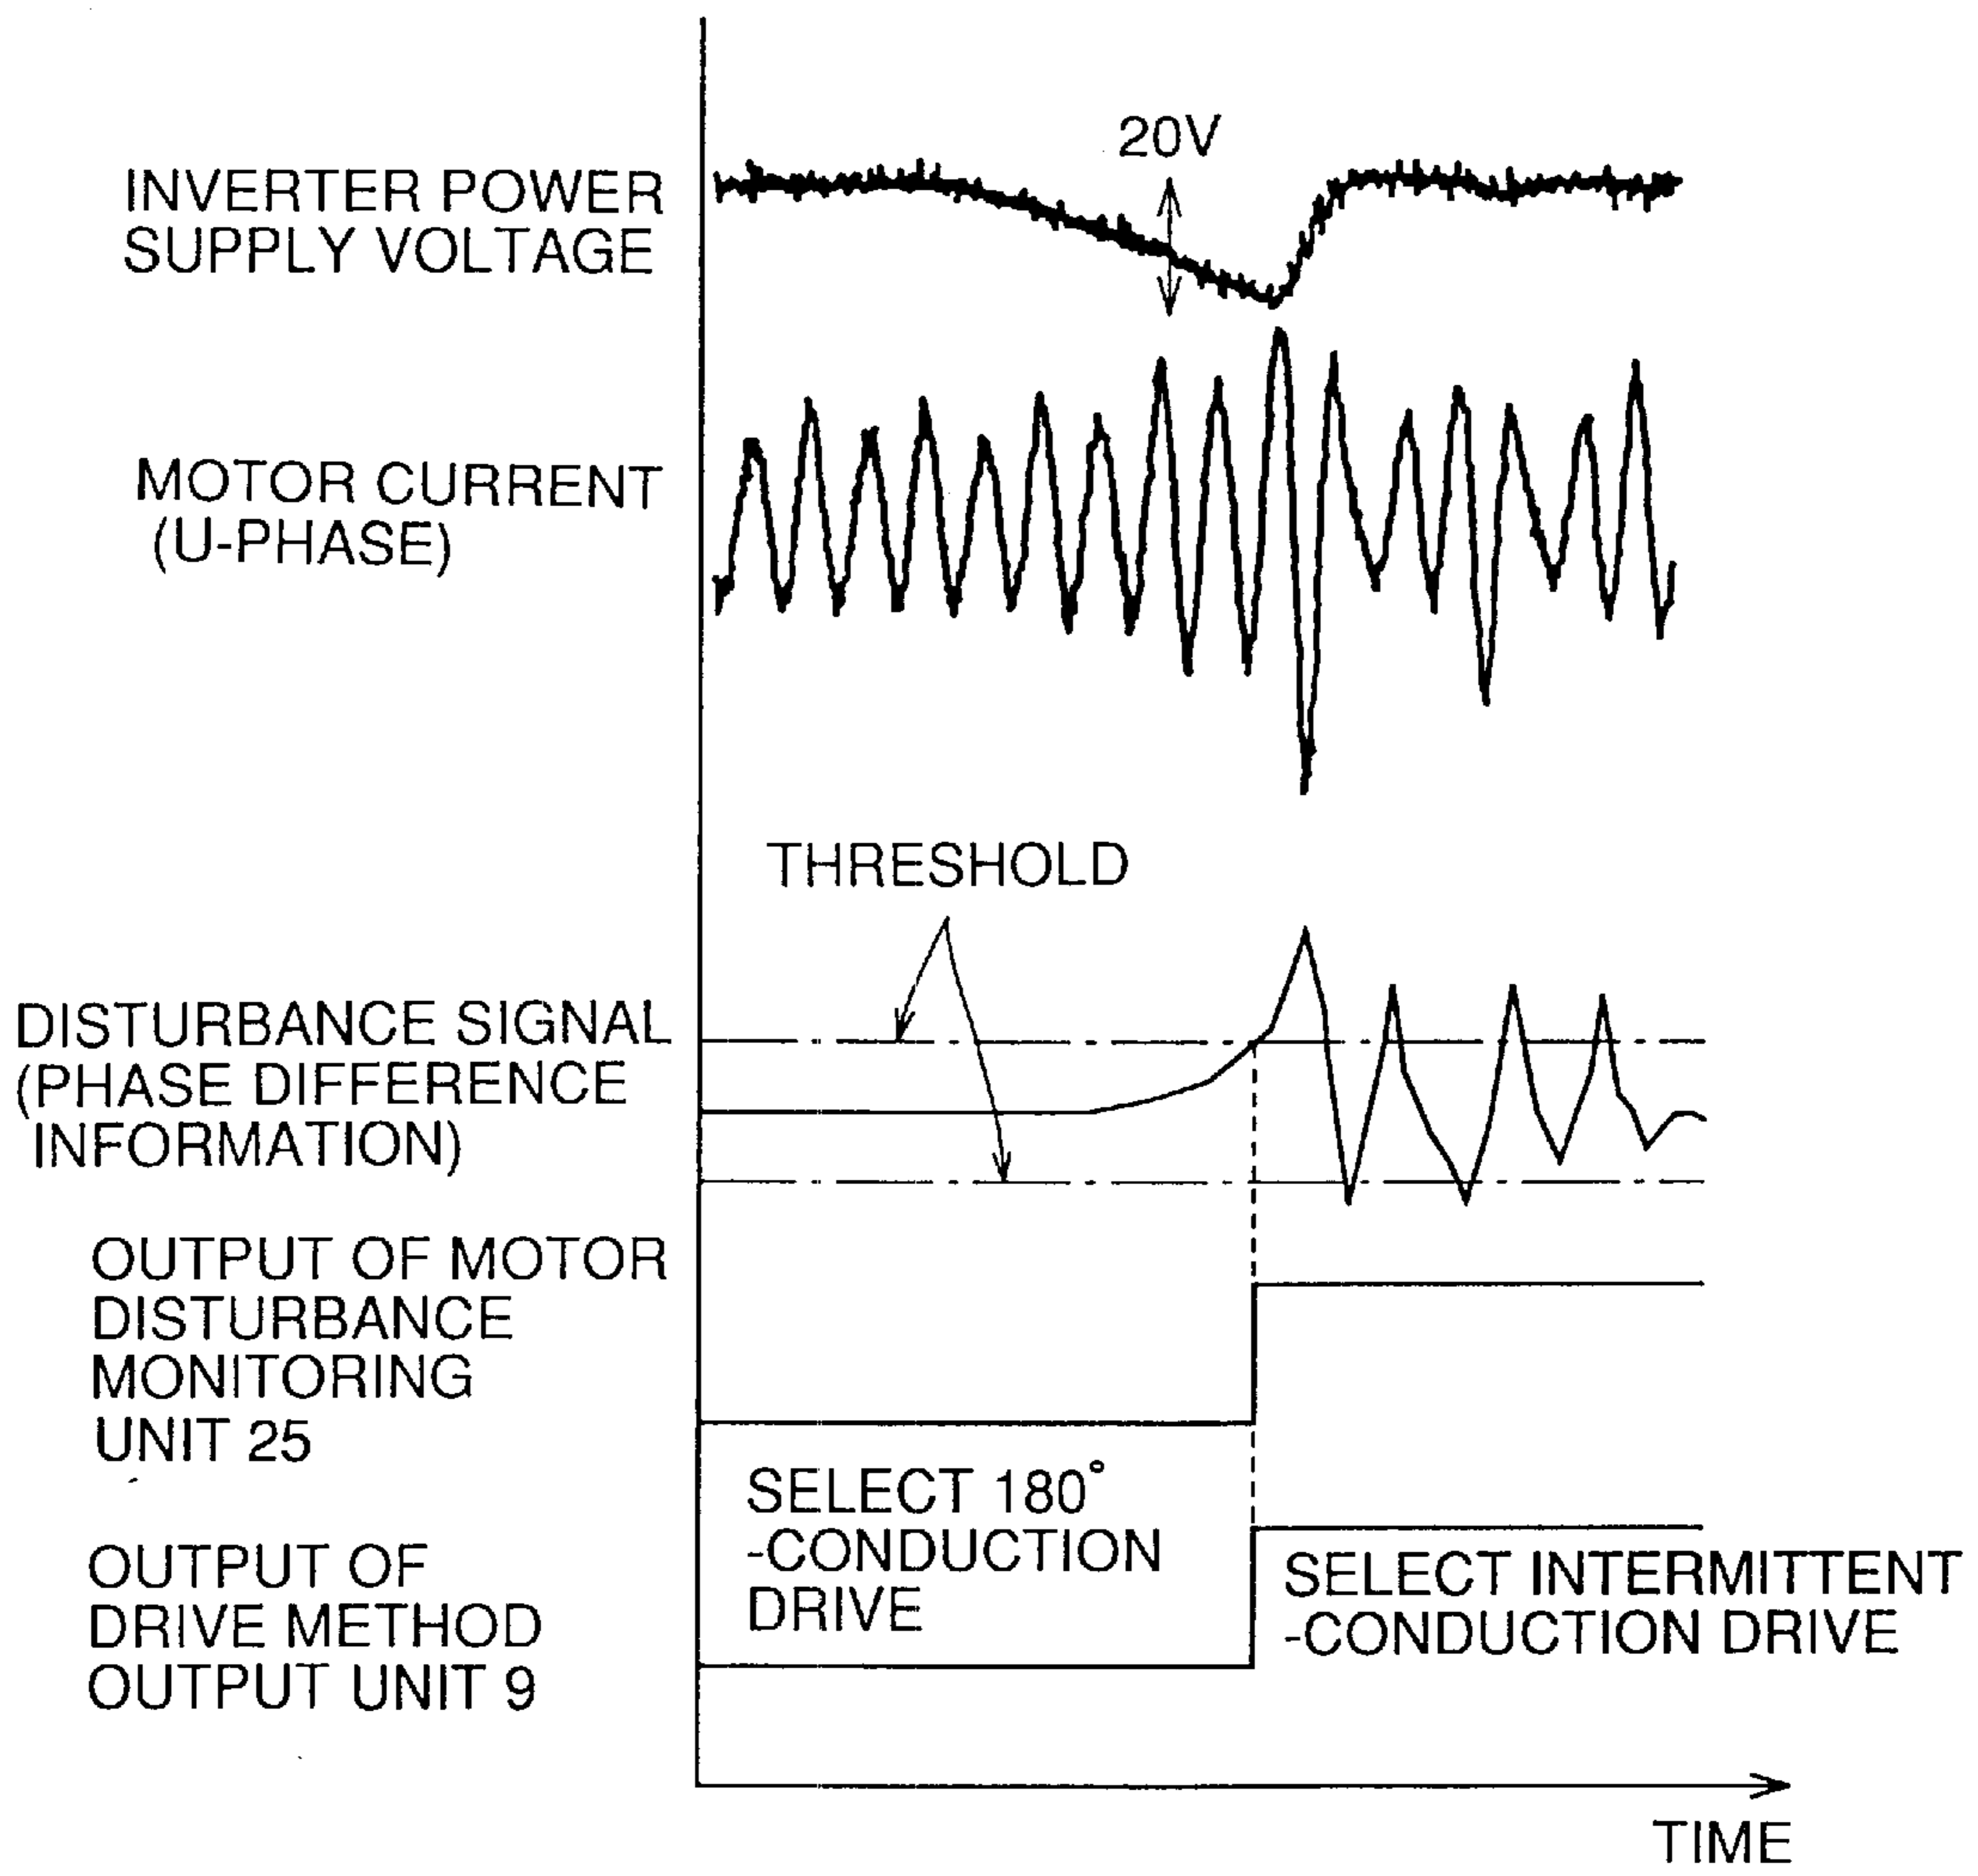 20V
INVERTER POWER
SUPPLY VOLTAGE
MOTOR CURRENT
(U-PHASE)
THRESHOLD
DISTURBANCE SIGNAL
(PHASE DIFFERENCE
INFORMATION)
OUTPUT OF MOTOR
DISTURBANCE
MONITORING
UNIT 25
SELECT 180°
-CONDUCTION
DRIVE
OUTPUT OF
DRIVE METHOD
OUTPUT UNIT 9
SELECT INTERMITTENT
-CONDUCTION DRIVE
TIME